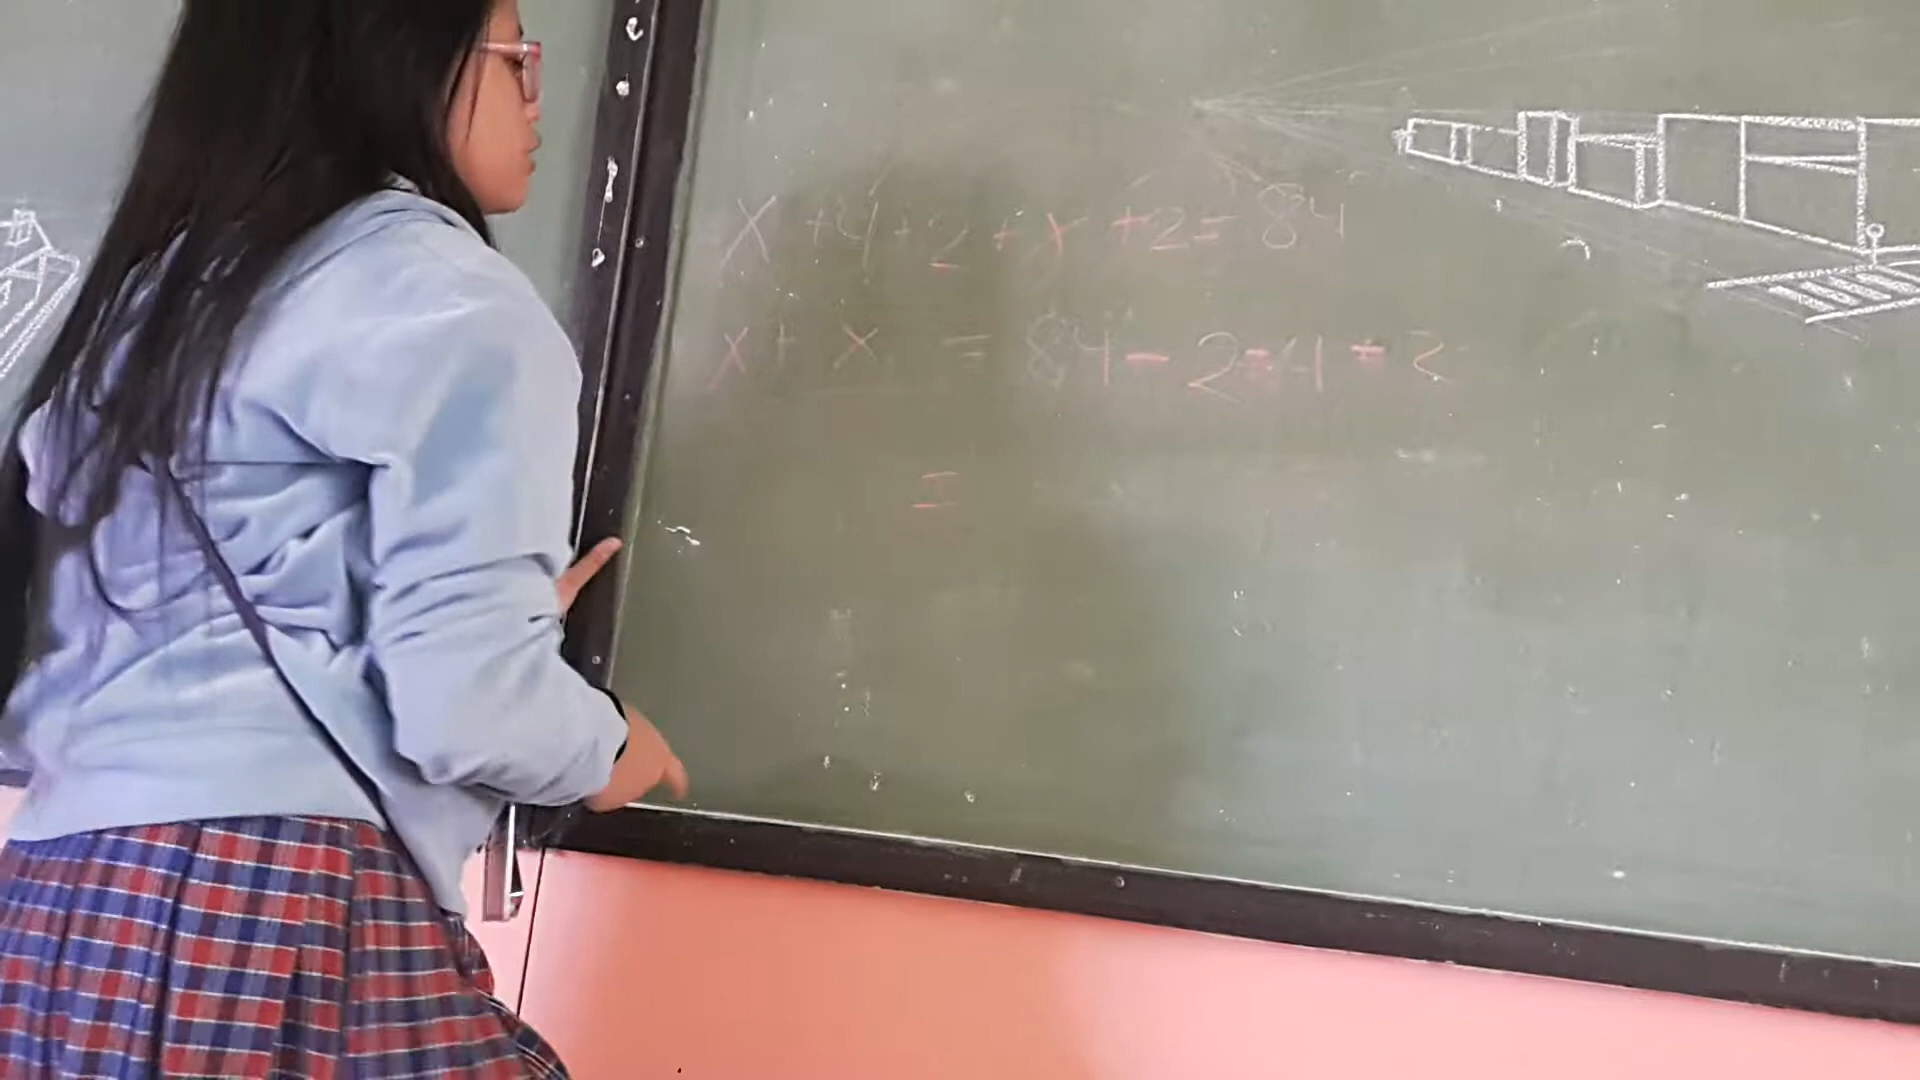 x + 4 + 2 + x + 2 = 84
x + x = 84 - 2 - 4 - 2
=